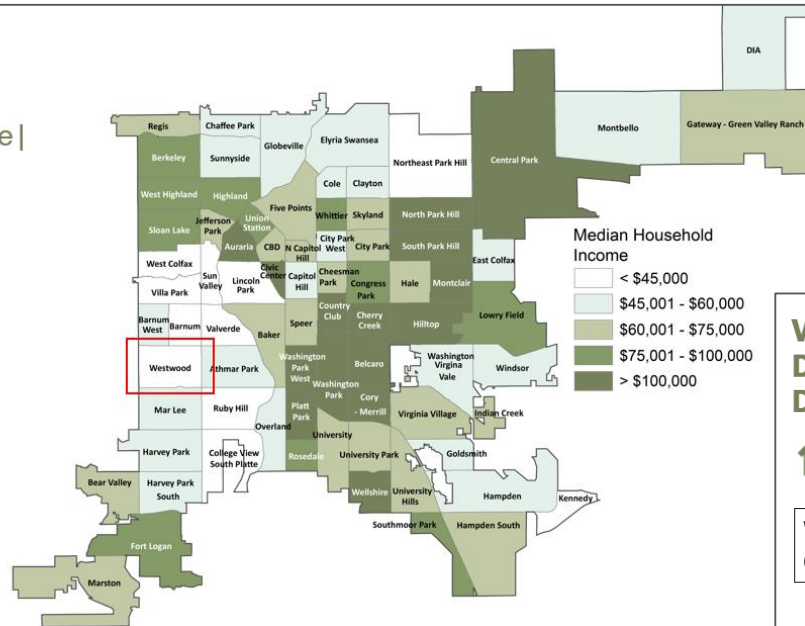 e|
DIA
Montbello
Gateway - Green Valley Ranch
Regis
Chaffee Park
Globeville
Elyria Swansea
Northeast Park Hill
Central Park
Berkeley
Sunnyside
Cole
Clayton
West Highland
Highland
Five Points
Whittier
Skyland
North Park Hill
Sloan Lake
Jefferson
Park
Union
Station
Auraria
CBD
N Capitol
Hill
City Park
West
City Park
South Park Hill
West Colfax
Sun
Valley
Lincoln
Park
Civic
Center
Capitol
Hill
Cheesman
Park
Congress
Park
Hale
Montclair
East Colfax
Villa Park
Barnum
West
Barnum
Valverde
Baker
Speer
Country
Club
Cherry
Creek
Hilltop
Lowry Field
Westwood
Athmar Park
Washington
Park
West
Washington
Park
Belcaro
Washington
Virgina
Vale
Windsor
Mar Lee
Ruby Hill
Overland
Platt
Park
Cory
- Merrill
Virginia Village
Indian Creek
University
Harvey Park
College View
South Platte
Rosedale
University Park
Goldsmith
Bear Valley
Harvey Park
South
Wellshire
University
Hills
Hampden
Kennedy
Southmoor Park
Hampden South
Fort Logan
Marston
Median Household
Income
< $45,000
$45,001 - $60,000
$60,001 - $75,000
$75,001 - $100,000
> $100,000
D
D